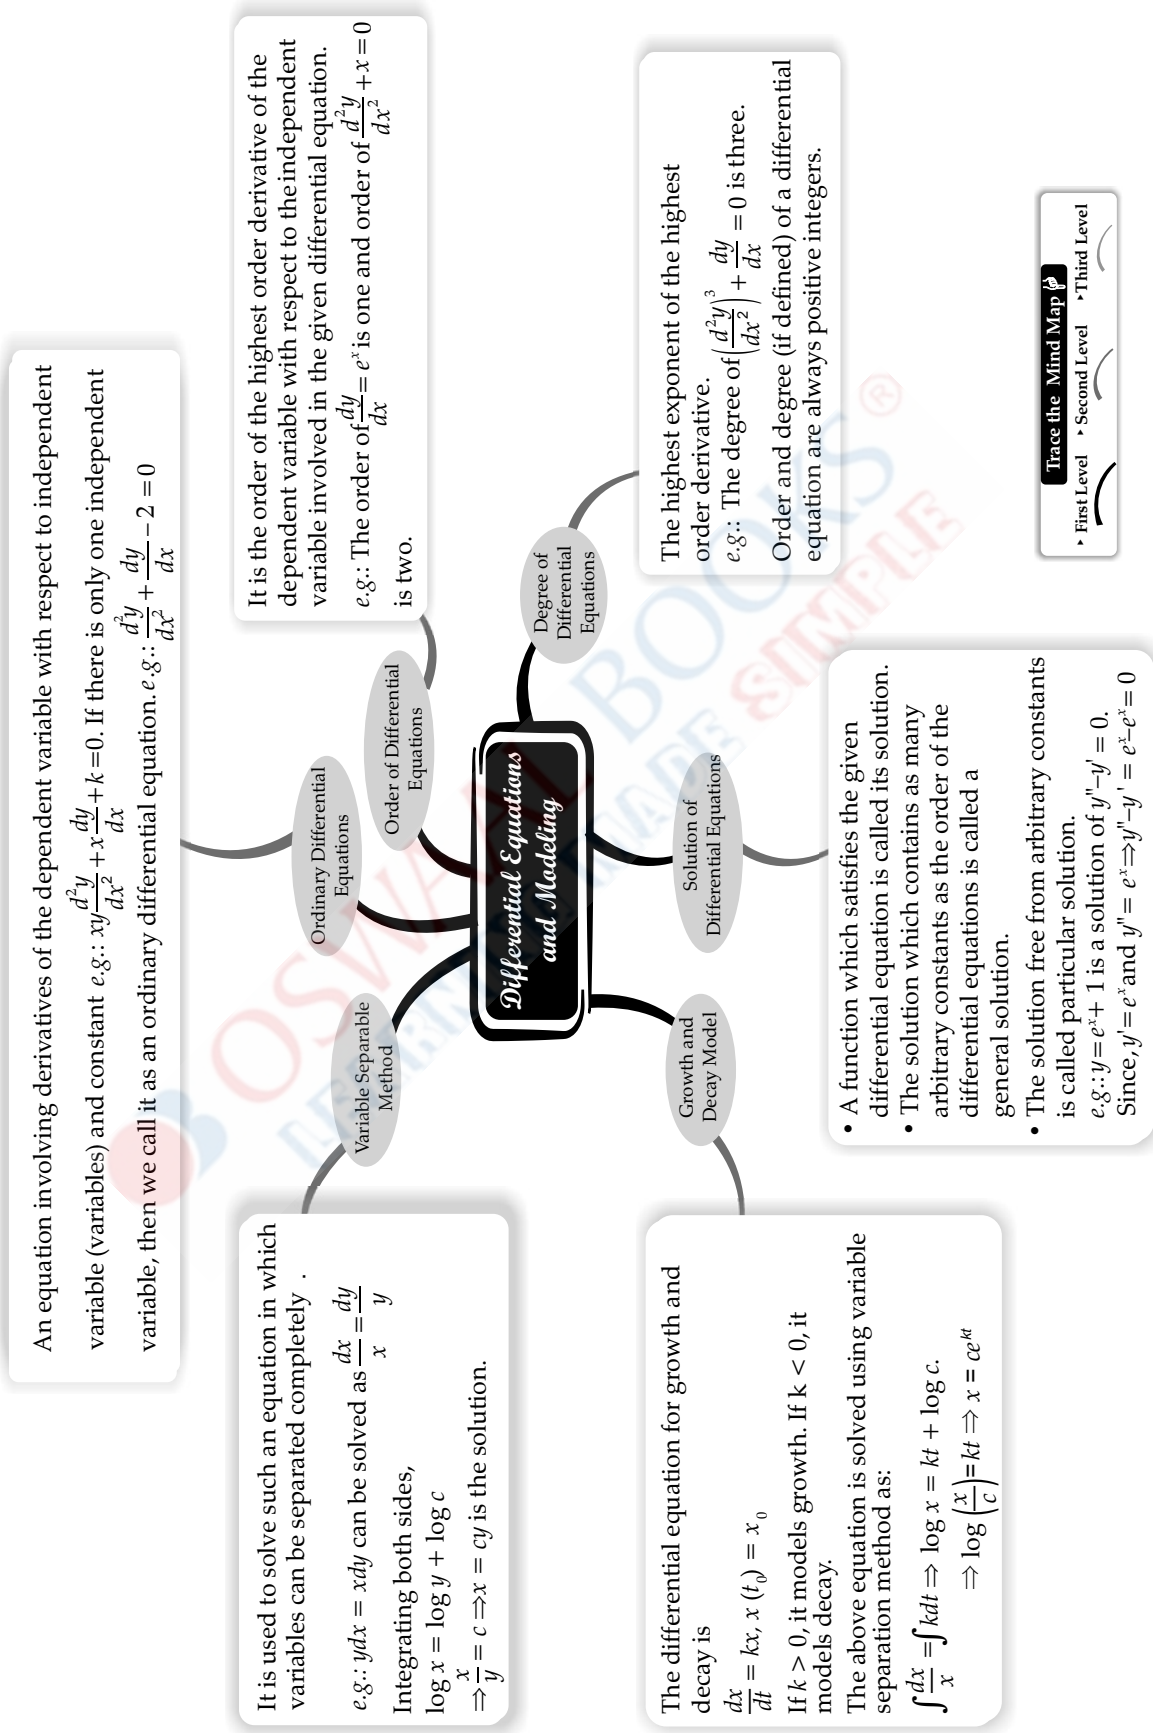 An equation involving derivatives of the dependent variable with respect to independent
variable (variables) and constant e.g.: xy d²y/dx² + x dy/dx + k = 0. If there is only one independent
variable, then we call it as an ordinary differential equation. e.g.: d²y/dx² + dy/dx − 2 = 0
It is the order of the highest order derivative of the
dependent variable with respect to the independent
variable involved in the given differential equation.
e.g.: The order of dy/dx = eˣ is one and order of d²y/dx² + x = 0
is two.
Ordinary Differential
Equations
Order of Differential
Equations
Variable Separable
Method
It is used to solve such an equation in which
variables can be separated completely .
e.g.: ydx = xdy can be solved as dx/x = dy/y
Integrating both sides,
log x = log y + log c
⇒ x/y = c ⇒ x = cy is the solution.
Differential Equations
and Modeling
Degree of
Differential
Equations
The highest exponent of the highest
order derivative.
e.g.: The degree of (d²y/dx²)³ + dy/dx = 0 is three.
Order and degree (if defined) of a differential
equation are always positive integers.
Growth and
Decay Model
The differential equation for growth and
decay is
dx/dt = kx, x (t₀) = x₀
If k > 0, it models growth. If k < 0, it
models decay.
The above equation is solved using variable
separation method as:
∫dx/x = ∫kdt ⇒ log x = kt + log c.
⇒ log (x/c) = kt ⇒ x = ceᵏᵗ
Solution of
Differential Equations
• A function which satisfies the given
differential equation is called its solution.
• The solution which contains as many
arbitrary constants as the order of the
differential equations is called a
general solution.
• The solution free from arbitrary constants
is called particular solution.
e.g.: y = eˣ + 1 is a solution of y'' − y' = 0.
Since, y' = eˣ and y'' = eˣ ⇒ y'' − y' = eˣ − eˣ = 0
Trace the Mind Map
▸ First Level ▸ Second Level ▸ Third Level
OSWAAL BOOKS ®
LEARNING MADE SIMPLE